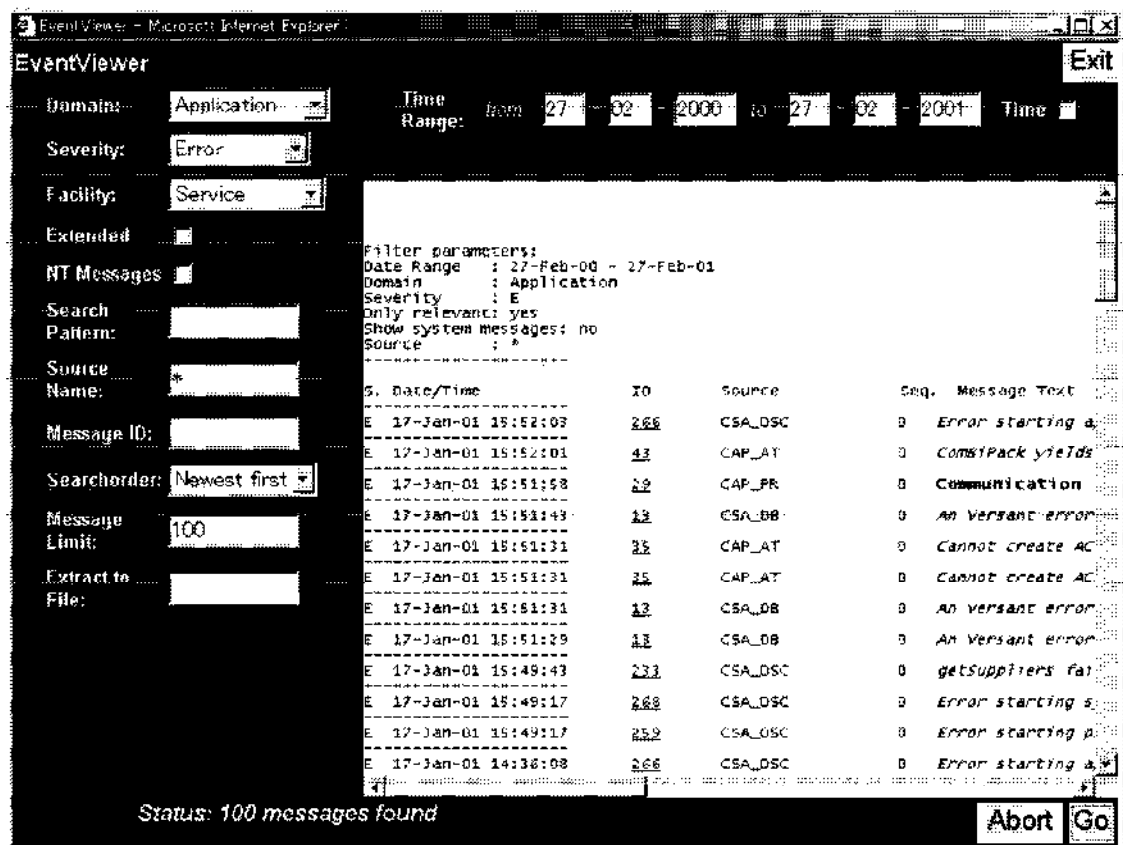 EventViewer - Microsoft Internet Explorer
EventViewer
Exit
Domain: Application
Time Range: from 27 - 02 - 2000 to 27 - 02 - 2001 Time
Severity: Error
Facility: Service
Extended
NT Messages
Search Pattern:
Source Name: *
Message ID:
Searchorder: Newest first
Message Limit: 100
Extract to File:
Filter parameters:
Date Range : 27-Feb-00 - 27-Feb-01
Domain : Application
Severity : E
Only relevant: yes
Show system messages: no
Source : *
S. Date/Time ID Source Seq. Message Text
E 17-Jan-01 15:52:03 266 CSA_DSC 0 Error starting a
E 17-Jan-01 15:52:01 43 CAP_AT 0 CombiPack yields
E 17-Jan-01 15:51:58 29 CAP_PR 0 Communication
E 17-Jan-01 15:51:43 13 CSA_DB 0 An Versant error
E 17-Jan-01 15:51:31 35 CAP_AT 0 Cannot create AC
E 17-Jan-01 15:51:31 35 CAP_AT 0 Cannot create AC
E 17-Jan-01 15:51:31 13 CSA_DB 0 An Versant error
E 17-Jan-01 15:51:29 13 CSA_DB 0 An Versant error
E 17-Jan-01 15:49:43 233 CSA_DSC 0 getSuppliers fai
E 17-Jan-01 15:49:17 268 CSA_DSC 0 Error starting s
E 17-Jan-01 15:49:17 259 CSA_DSC 0 Error starting p
E 17-Jan-01 14:36:08 266 CSA_DSC 0 Error starting a
Status: 100 messages found
Abort
Go